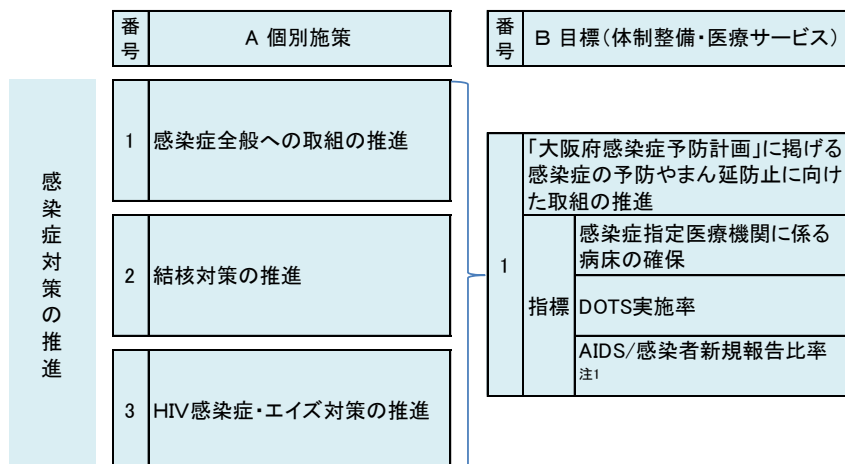 番号
A 個別施策
番号
B 目標(体制整備・医療サービス)
感染症対策の推進
1
感染症全般への取組の推進
2
結核対策の推進
3
HIV感染症・エイズ対策の推進
1
「大阪府感染症予防計画」に掲げる
感染症の予防やまん延防止に向け
た取組の推進
指標
感染症指定医療機関に係る
病床の確保
DOTS実施率
AIDS/感染者新規報告比率
注1